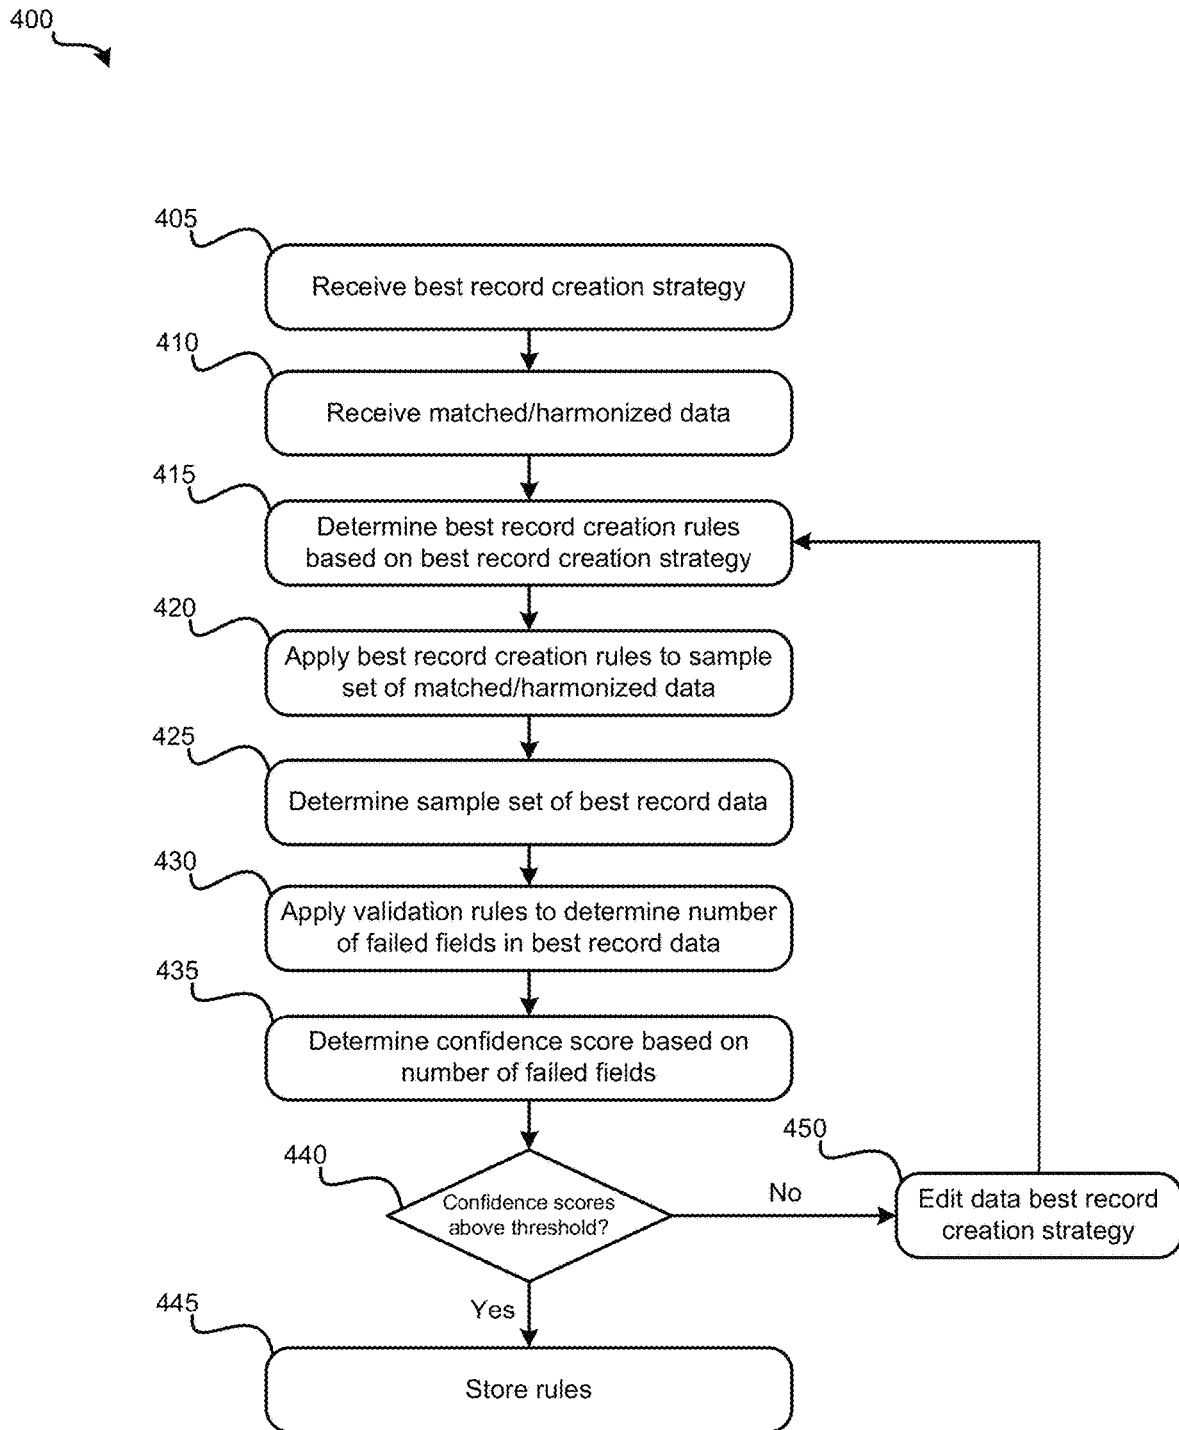 400
405
Receive best record creation strategy
410
Receive matched/harmonized data
415
Determine best record creation rules
based on best record creation strategy
420
Apply best record creation rules to sample
set of matched/harmonized data
425
Determine sample set of best record data
430
Apply validation rules to determine number
of failed fields in best record data
435
Determine confidence score based on
number of failed fields
440
Confidence scores
above threshold?
No
450
Edit data best record
creation strategy
Yes
445
Store rules